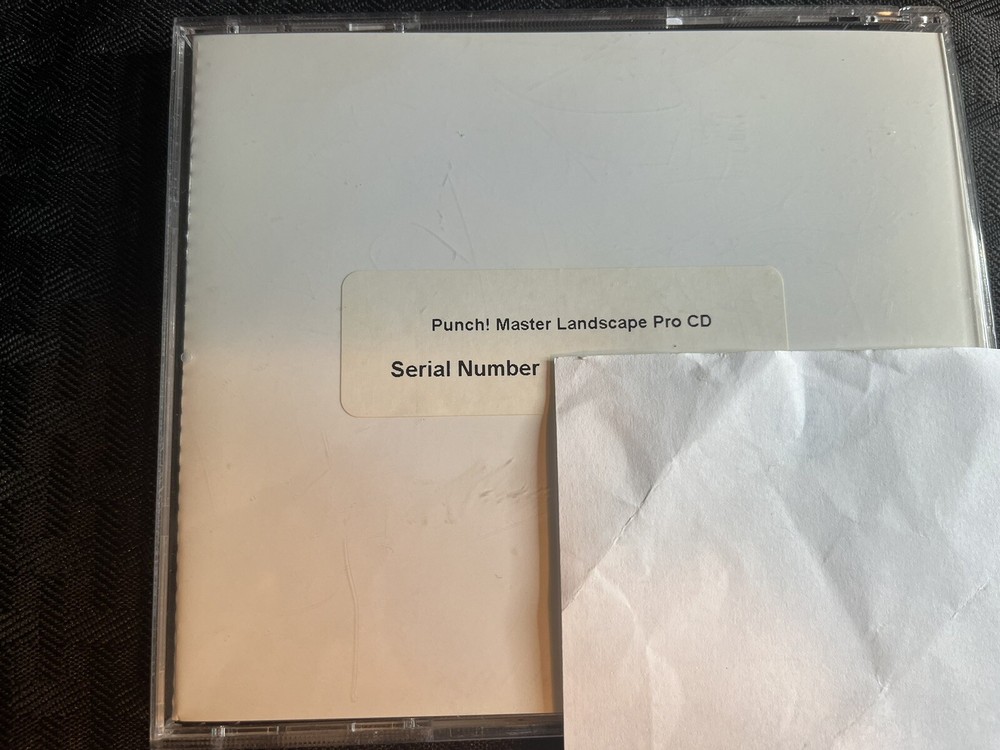 Punch! Master Landscape Pro CD
Serial Number